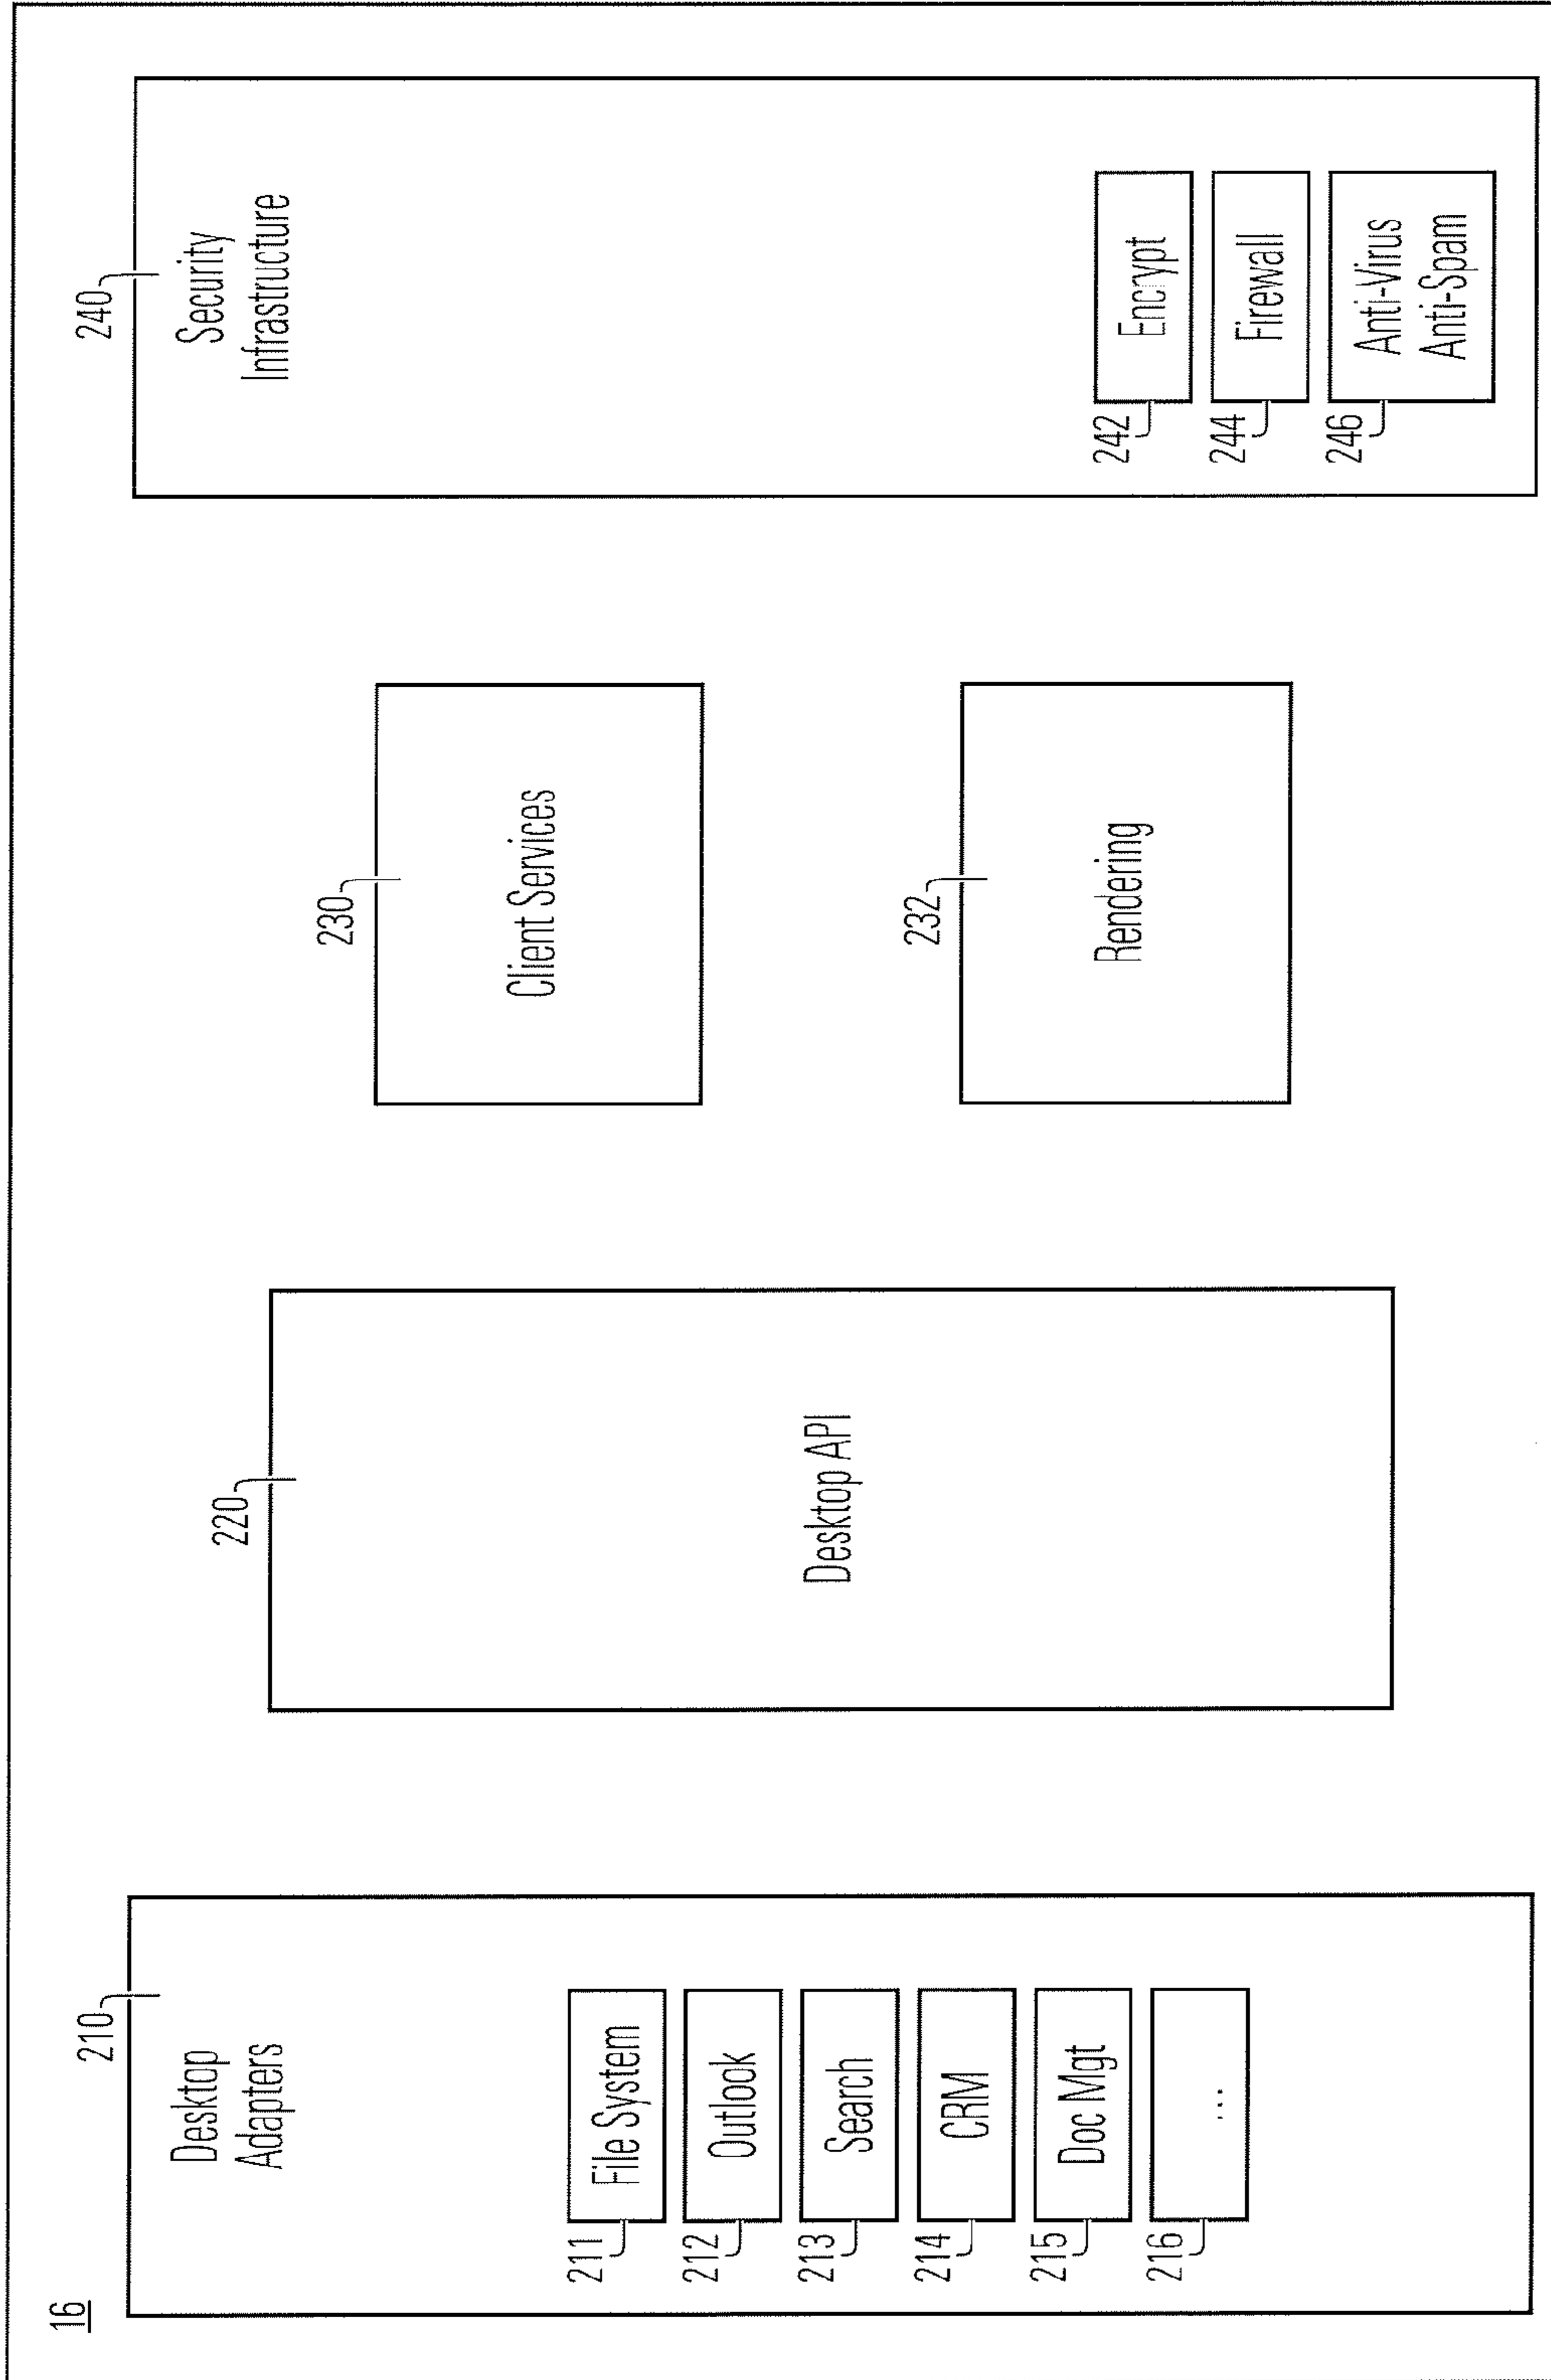 16
210
Desktop
Adapters
211
File System
212
Outlook
213
Search
214
CRM
215
Doc Mgt
216
...
220
Desktop API
230
Client Services
232
Rendering
240
Security
Infrastructure
242
Encrypt
244
Firewall
246
Anti-Virus
Anti-Spam